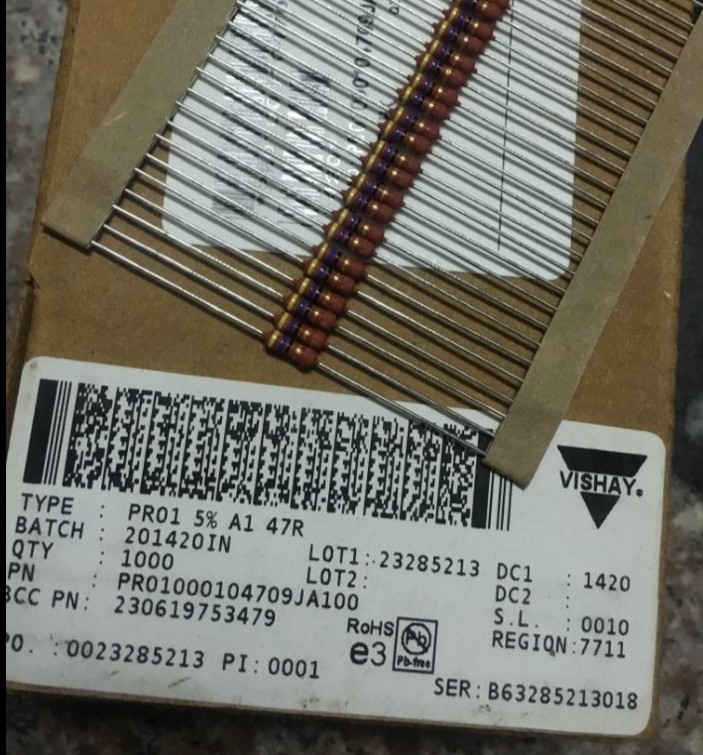 VISHAY.
TYPE : PR01 5% A1 47R
BATCH : 201420IN
QTY : 1000 LOT1: 23285213 DC1 : 1420
PN : PR01000104709JA100 LOT2: DC2 :
BCC PN: 230619753479 S.L. : 0010
RoHS REGION:7711
e3 Pb Pb-free
PO. :0023285213 PI:0001
SER:B63285213018